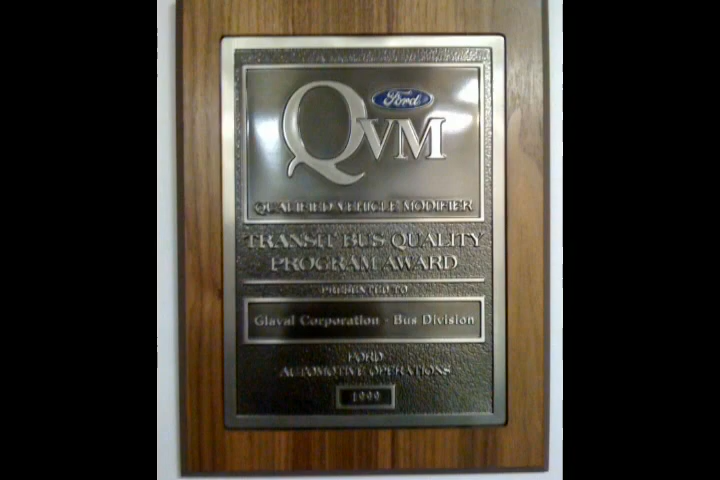 QVM
Ford
QUALIFIED VEHICLE MODIFIER
TRANSIT BUS QUALITY
PROGRAM AWARD
PRESENTED TO
Glaval Corporation - Bus Division
FORD
AUTOMOTIVE OPERATIONS
1999